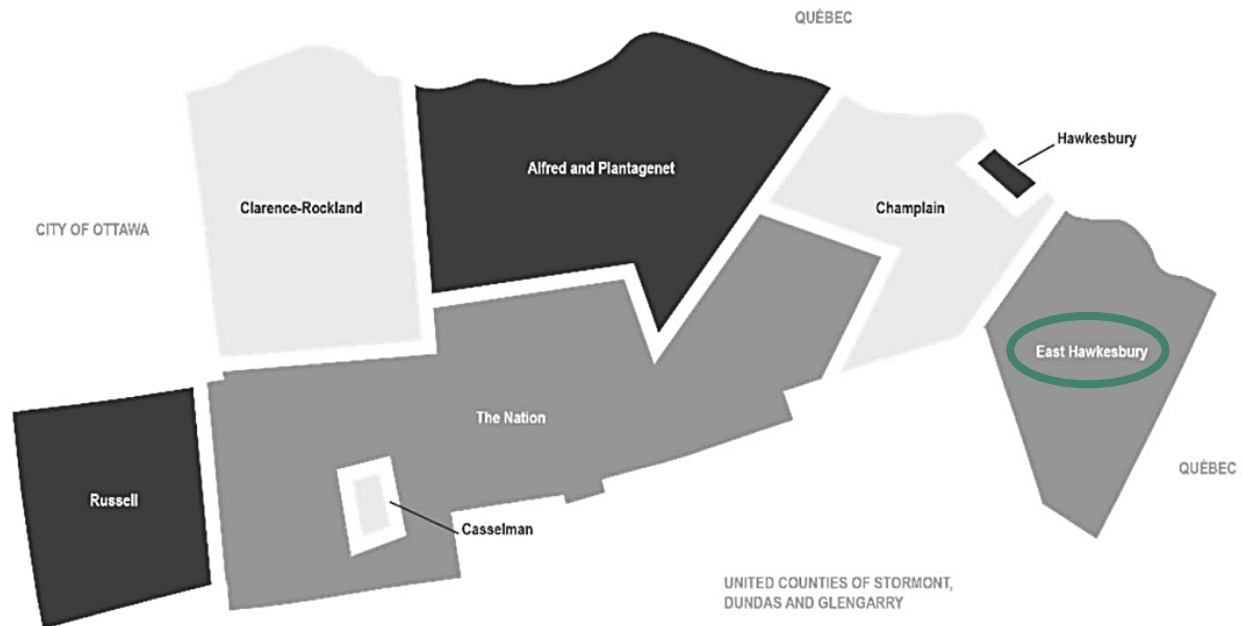 QUÉBEC
Hawkesbury
Alfred and Plantagenet
Clarence-Rockland
Champlain
CITY OF OTTAWA
East Hawkesbury
The Nation
QUÉBEC
Russell
Casselman
UNITED COUNTIES OF STORMONT,
DUNDAS AND GLENGARRY